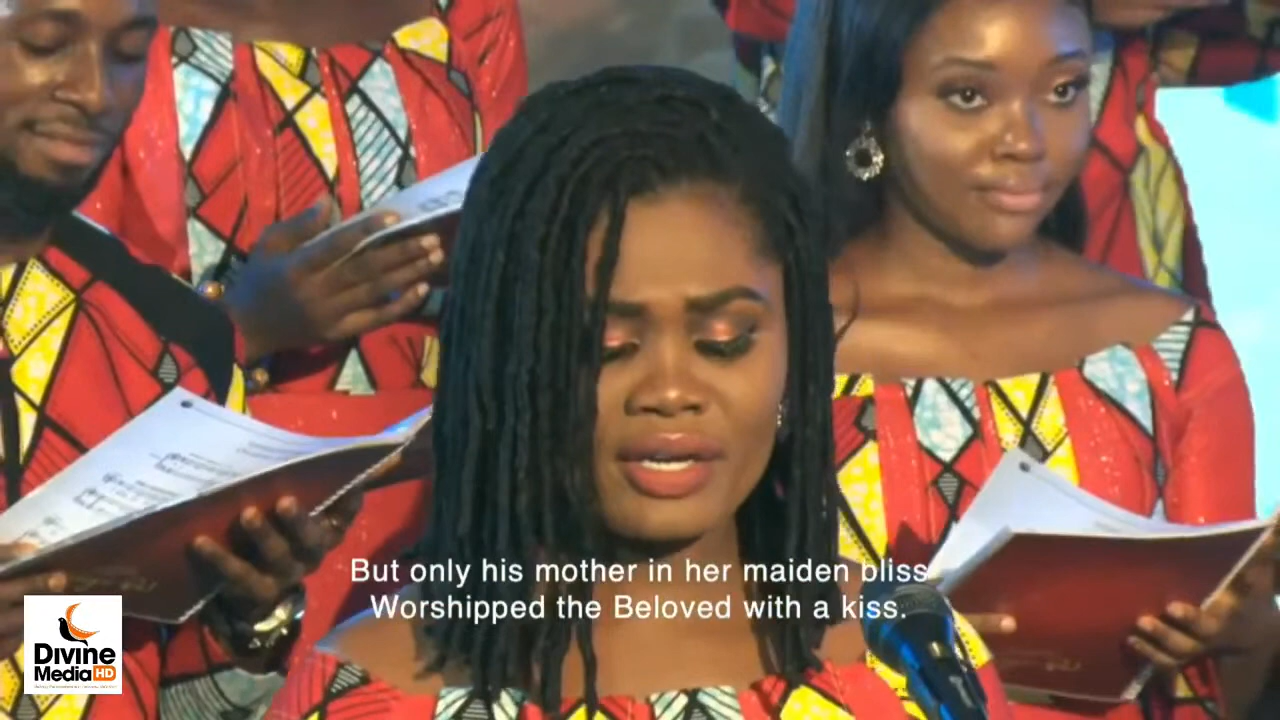 But only his mother in her maiden bliss
Worshipped the Beloved with a kiss.
Divine
Media HD